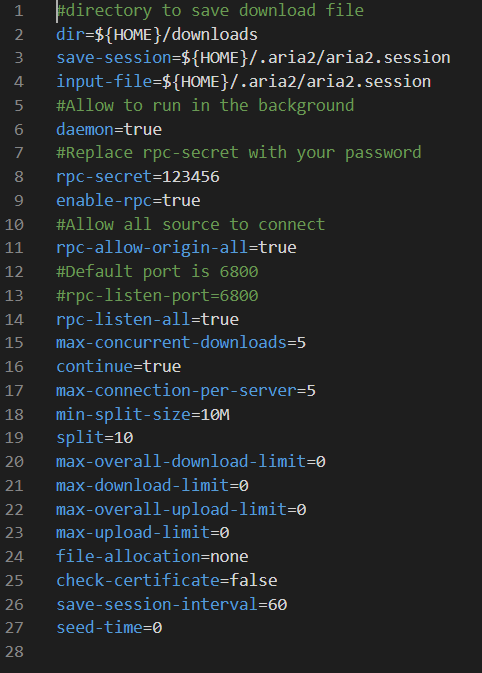 1 #directory to save download file
2 dir=${HOME}/downloads
3 save-session=${HOME}/.aria2/aria2.session
4 input-file=${HOME}/.aria2/aria2.session
5 #Allow to run in the background
6 daemon=true
7 #Replace rpc-secret with your password
8 rpc-secret=123456
9 enable-rpc=true
10 #Allow all source to connect
11 rpc-allow-origin-all=true
12 #Default port is 6800
13 #rpc-listen-port=6800
14 rpc-listen-all=true
15 max-concurrent-downloads=5
16 continue=true
17 max-connection-per-server=5
18 min-split-size=10M
19 split=10
20 max-overall-download-limit=0
21 max-download-limit=0
22 max-overall-upload-limit=0
23 max-upload-limit=0
24 file-allocation=none
25 check-certificate=false
26 save-session-interval=60
27 seed-time=0
28